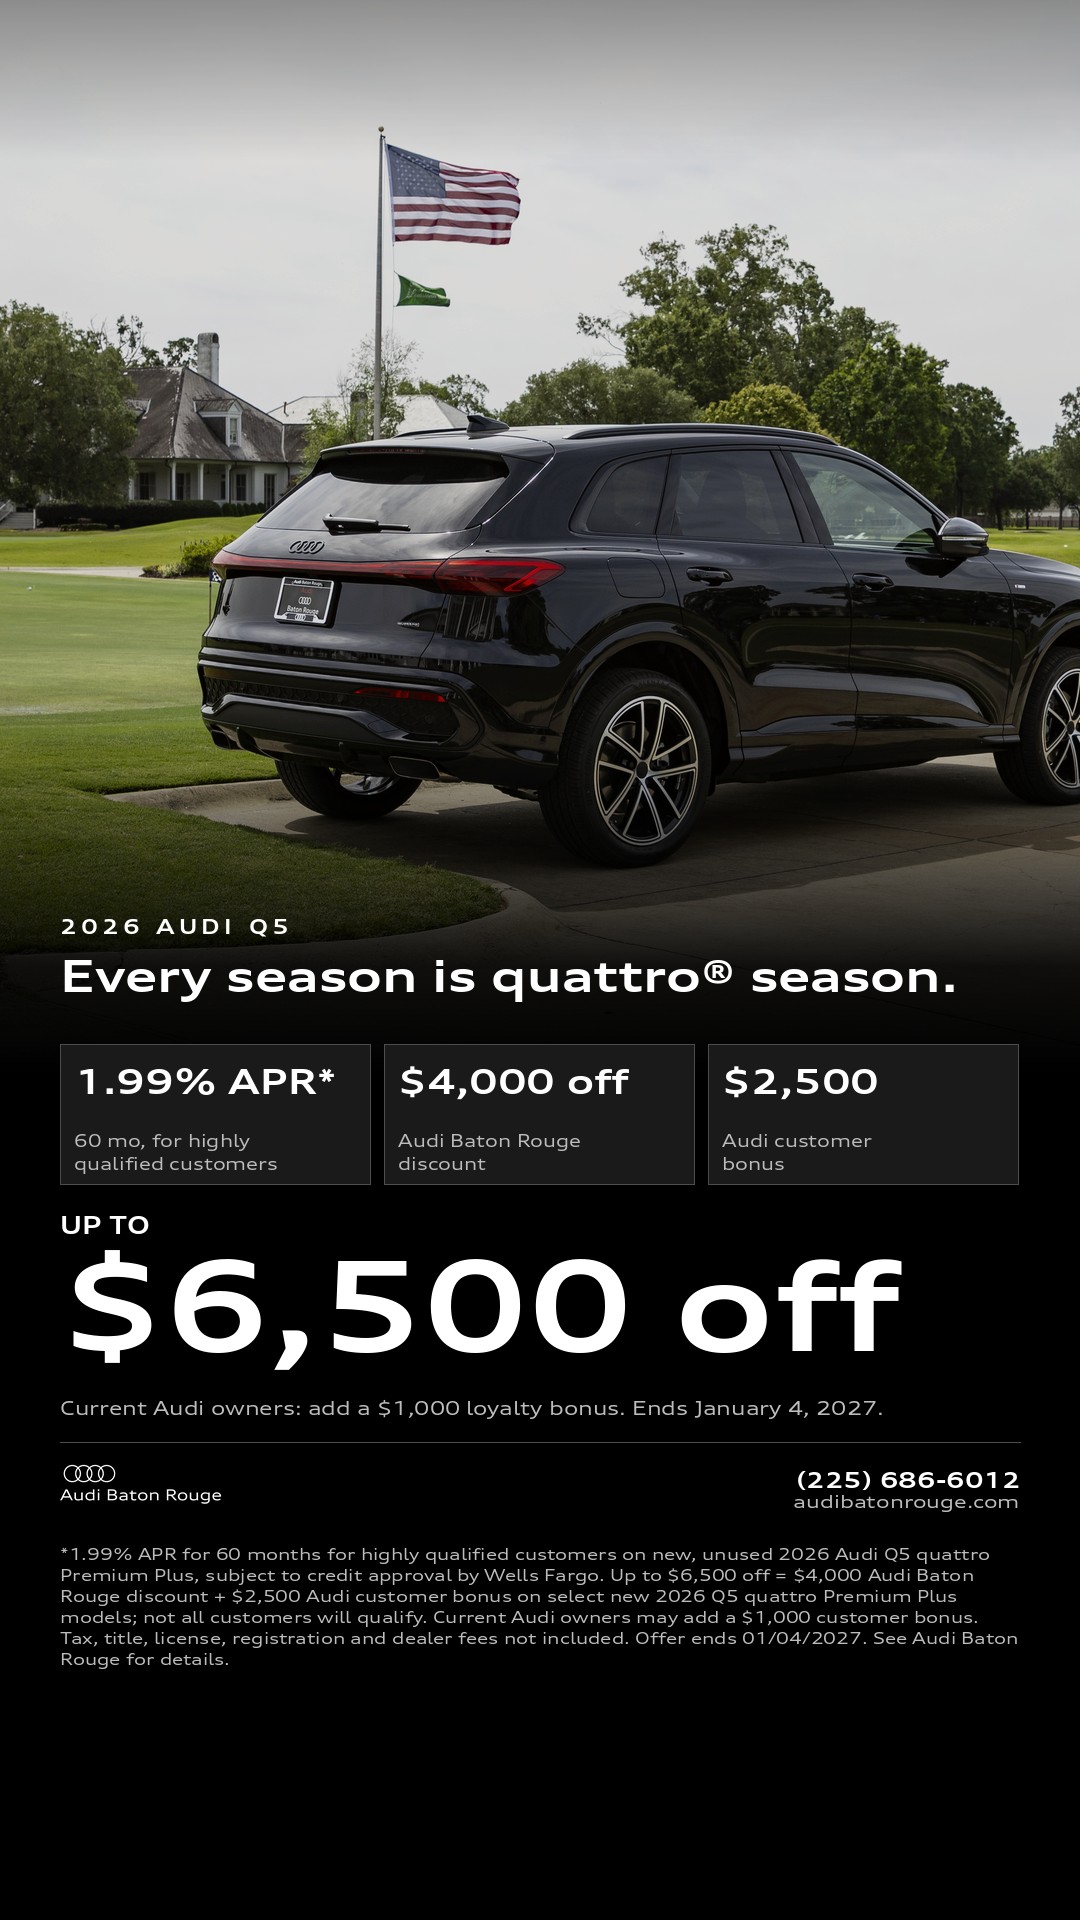 Audi Baton Rouge
Baton Rouge
2026 AUDI Q5
Every season is quattro® season.
1.99% APR*
60 mo, for highly
qualified customers
$4,000 off
Audi Baton Rouge
discount
$2,500
Audi customer
bonus
UP TO
$6,500 off
Current Audi owners: add a $1,000 loyalty bonus. Ends January 4, 2027.
Audi Baton Rouge
(225) 686-6012
audibatonrouge.com
*1.99% APR for 60 months for highly qualified customers on new, unused 2026 Audi Q5 quattro
Premium Plus, subject to credit approval by Wells Fargo. Up to $6,500 off = $4,000 Audi Baton
Rouge discount + $2,500 Audi customer bonus on select new 2026 Q5 quattro Premium Plus
models; not all customers will qualify. Current Audi owners may add a $1,000 customer bonus.
Tax, title, license, registration and dealer fees not included. Offer ends 01/04/2027. See Audi Baton
Rouge for details.